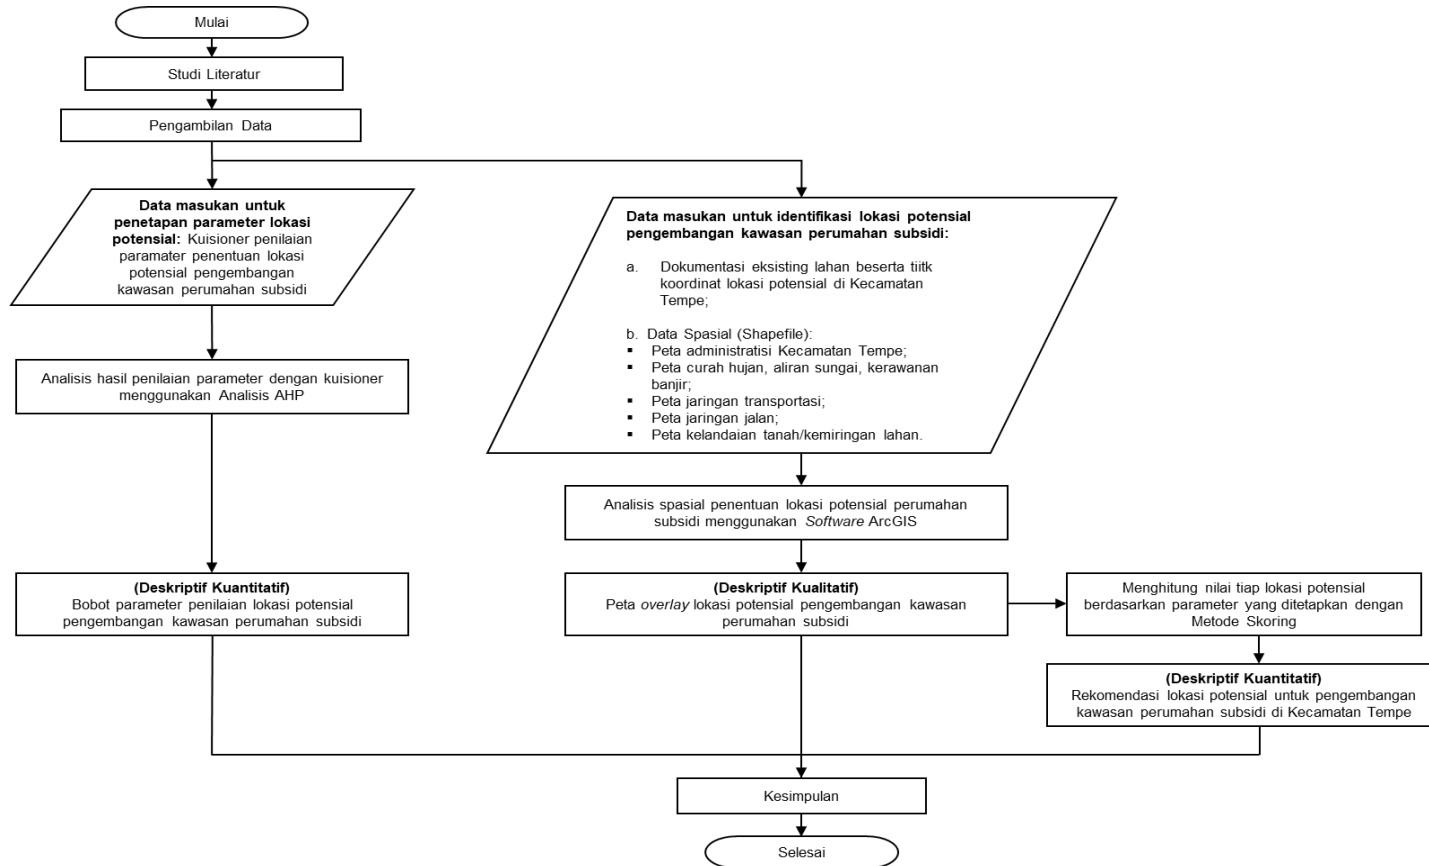 Mulai
Studi Literatur
Pengambilan Data
Data masukan untuk
penetapan parameter lokasi
potensial: Kuisioner penilaian
paramater penentuan lokasi
potensial pengembangan
kawasan perumahan subsidi
Analisis hasil penilaian parameter dengan kuisioner
menggunakan Analisis AHP
(Deskriptif Kuantitatif)
Bobot parameter penilaian lokasi potensial
pengembangan kawasan perumahan subsidi
Data masukan untuk identifikasi lokasi potensial
pengembangan kawasan perumahan subsidi:
a. Dokumentasi eksisting lahan beserta tiitk
koordinat lokasi potensial di Kecamatan
Tempe;
b. Data Spasial (Shapefile):
▪ Peta administratisi Kecamatan Tempe;
▪ Peta curah hujan, aliran sungai, kerawanan
banjir;
▪ Peta jaringan transportasi;
▪ Peta jaringan jalan;
▪ Peta kelandaian tanah/kemiringan lahan.
Analisis spasial penentuan lokasi potensial perumahan
subsidi menggunakan Software ArcGIS
(Deskriptif Kualitatif)
Peta overlay lokasi potensial pengembangan kawasan
perumahan subsidi
Menghitung nilai tiap lokasi potensial
berdasarkan parameter yang ditetapkan dengan
Metode Skoring
(Deskriptif Kuantitatif)
Rekomendasi lokasi potensial untuk pengembangan
kawasan perumahan subsidi di Kecamatan Tempe
Kesimpulan
Selesai